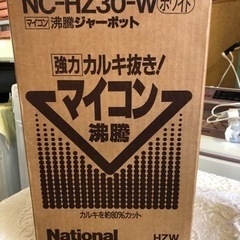 NC-HZ30-W ホワイト
マイコン 沸騰ジャーポット
強力 カルキ抜き!
マイコン
沸騰
カルキを約80%カット
National
HZW